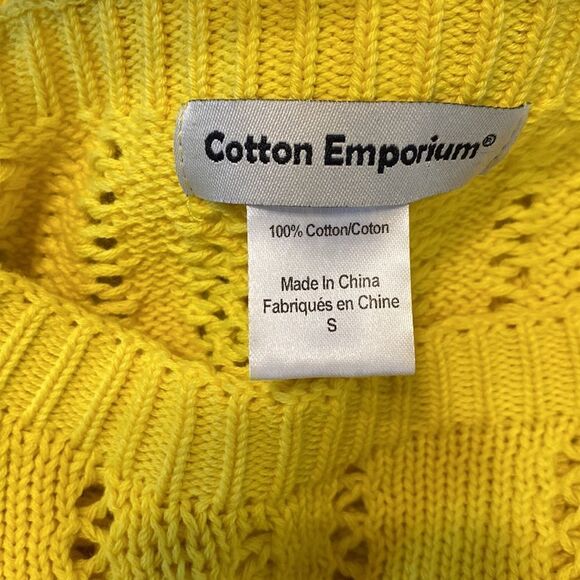 Cotton Emporium®
100% Cotton/Coton
Made In China
Fabriqués en Chine
S